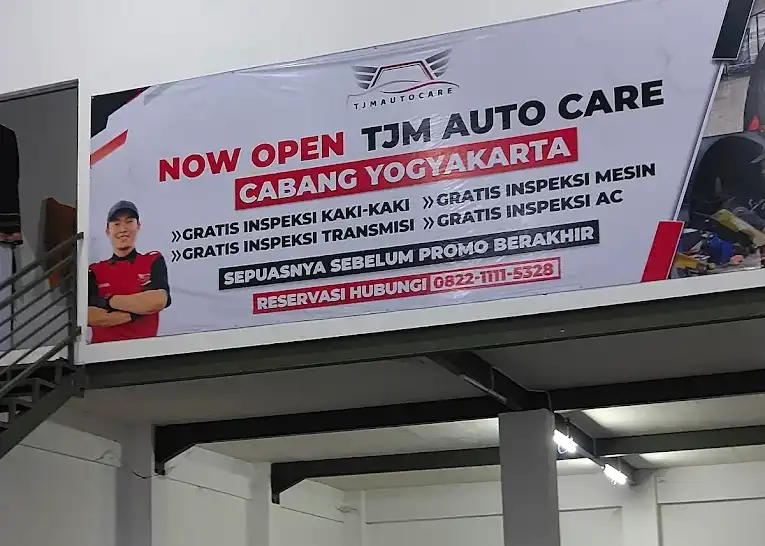 TJMAUTOCARE
NOW OPEN TJM AUTO CARE
CABANG YOGYAKARTA
»GRATIS INSPEKSI KAKI-KAKI »GRATIS INSPEKSI MESIN
»GRATIS INSPEKSI TRANSMISI »GRATIS INSPEKSI AC
SEPUASNYA SEBELUM PROMO BERAKHIR
RESERVASI HUBUNGI 0822-1111-5328